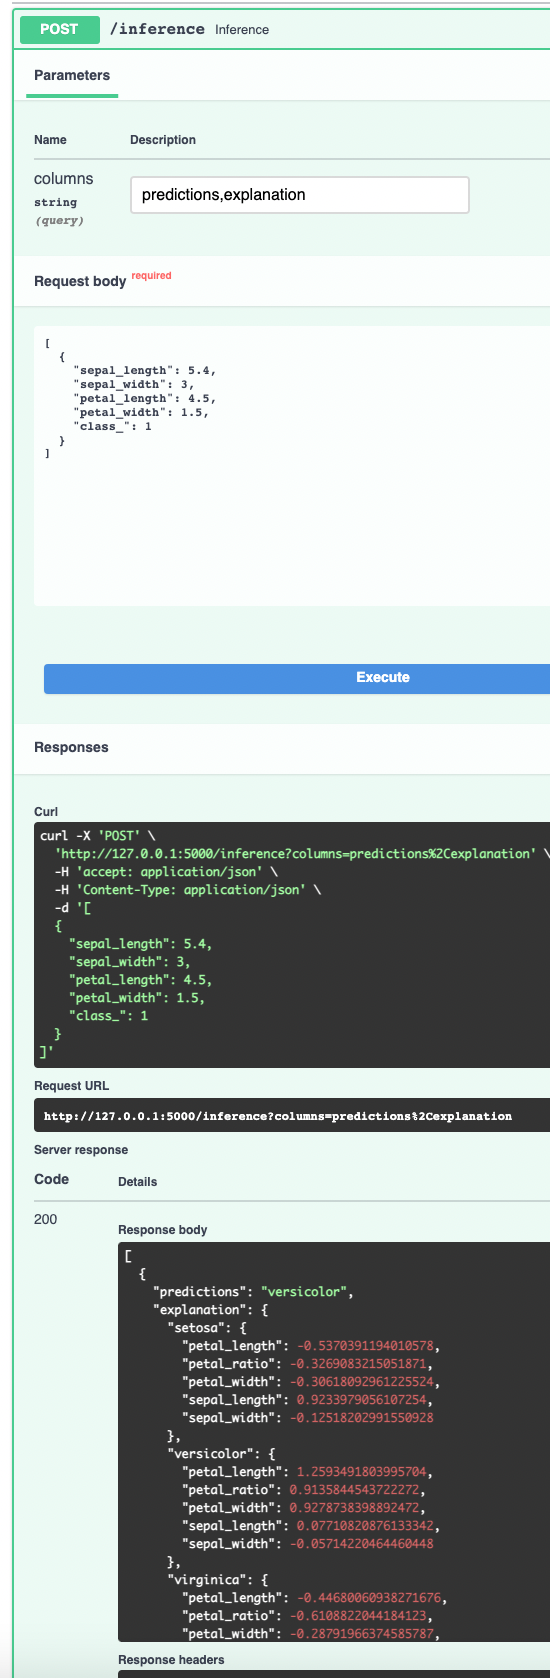 POST /inference Inference
Parameters
Name Description
columns
string
(query)
predictions,explanation
Request body required
[
  {
    "sepal_length": 5.4,
    "sepal_width": 3,
    "petal_length": 4.5,
    "petal_width": 1.5,
    "class_": 1
  }
]
Execute
Responses
Curl
curl -X 'POST' \
  'http://127.0.0.1:5000/inference?columns=predictions%2Cexplanation' \
  -H 'accept: application/json' \
  -H 'Content-Type: application/json' \
  -d '[
  {
    "sepal_length": 5.4,
    "sepal_width": 3,
    "petal_length": 4.5,
    "petal_width": 1.5,
    "class_": 1
  }
]'
Request URL
http://127.0.0.1:5000/inference?columns=predictions%2Cexplanation
Server response
Code Details
200
Response body
[
  {
    "predictions": "versicolor",
    "explanation": {
      "setosa": {
        "petal_length": -0.5370391194010578,
        "petal_ratio": -0.3269083215051871,
        "petal_width": -0.30618092961225524,
        "sepal_length": 0.9233979056107254,
        "sepal_width": -0.12518202991550928
      },
      "versicolor": {
        "petal_length": 1.2593491803995704,
        "petal_ratio": 0.9135844543722272,
        "petal_width": 0.9278738398892472,
        "sepal_length": 0.07710820876133342,
        "sepal_width": -0.05714220464460448
      },
      "virginica": {
        "petal_length": -0.44680060938271676,
        "petal_ratio": -0.6108822044184123,
        "petal_width": -0.28791966374585787,
Response headers